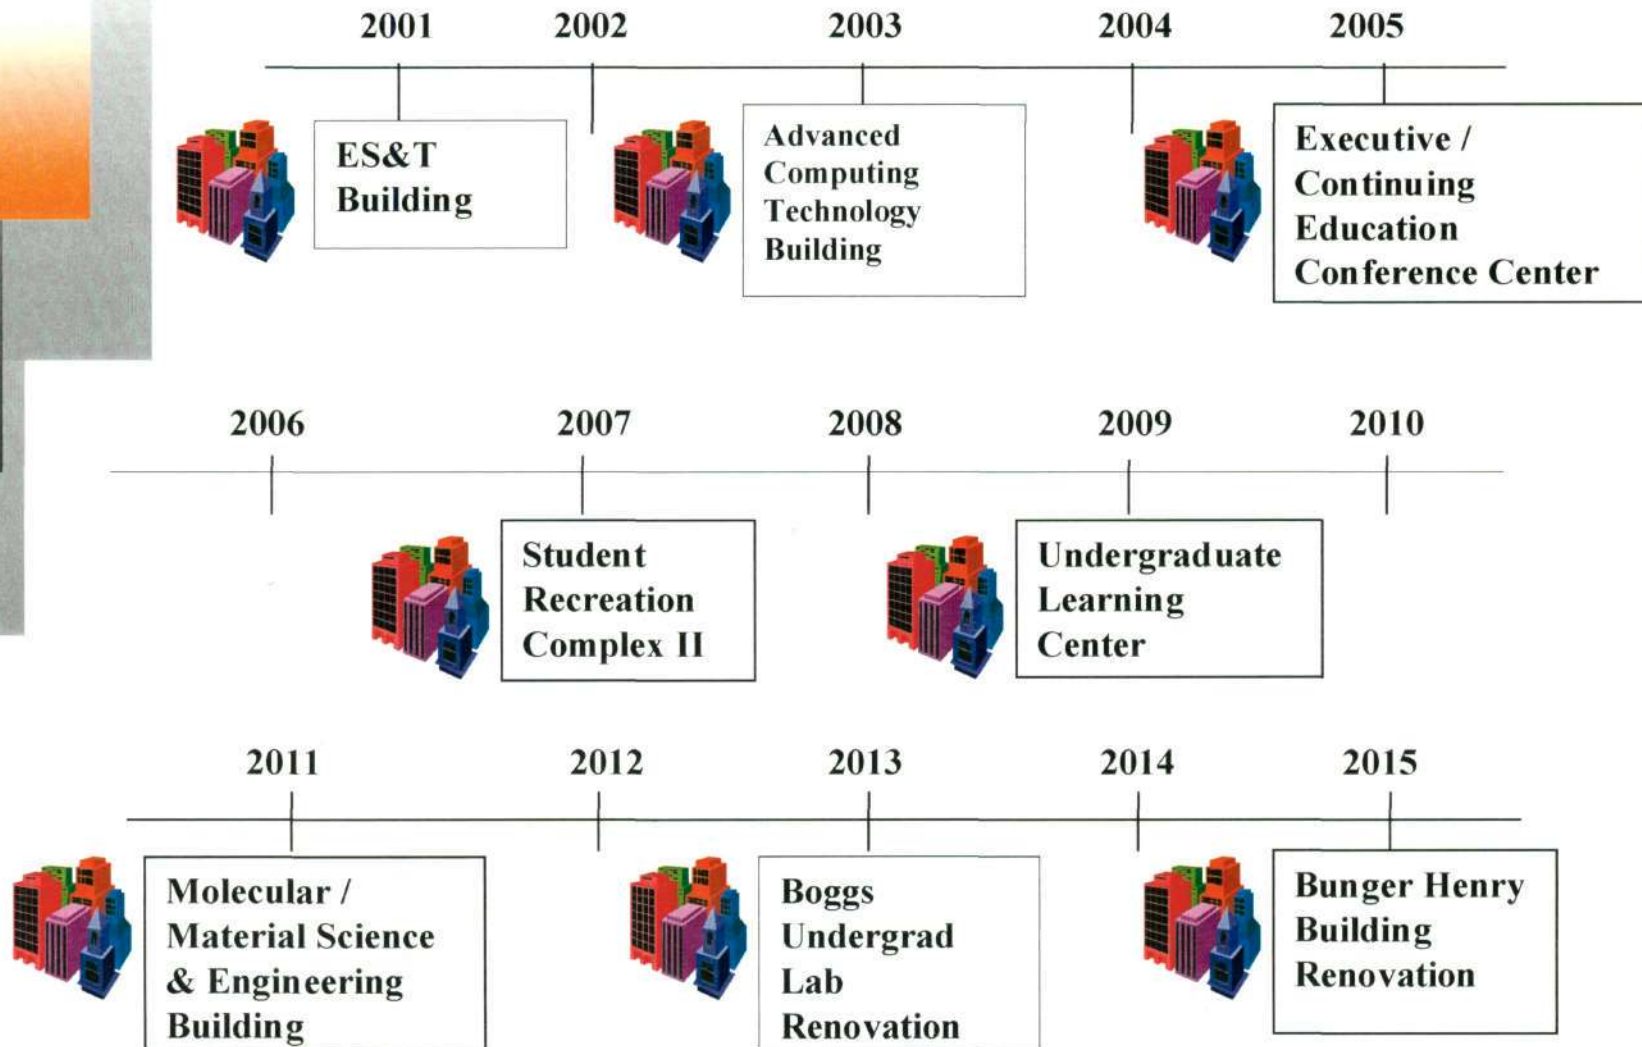 2001 2002 2003 2004 2005
ES&T
Building
Advanced
Computing
Technology
Building
Executive /
Continuing
Education
Conference Center
2006 2007 2008 2009 2010
Student
Recreation
Complex II
Undergraduate
Learning
Center
2011 2012 2013 2014 2015
Molecular /
Material Science
& Engineering
Building
Boggs
Undergrad
Lab
Renovation
Bunger Henry
Building
Renovation